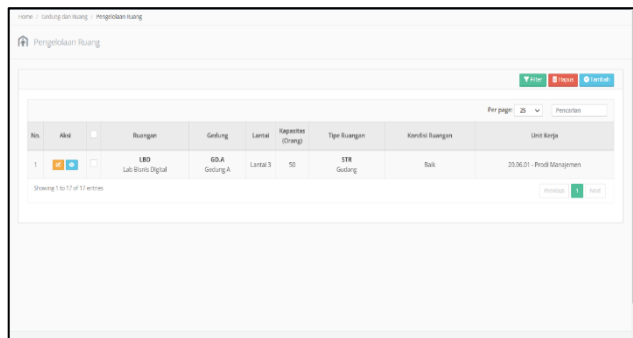 Home / Gedung dan Ruang / Pengelolaan Ruang
Pengelolaan Ruang
Filter Hapus Tambah
Per page: 25 Pencarian
No. Aksi Ruangan Gedung Lantai Kapasitas (Orang) Tipe Ruangan Kondisi Ruangan Unit Kerja
1 LBD GD.A Lantai 3 50 STR Baik 20.06.01 - Prodi Manajemen
Lab Bisnis Digital Gedung A Gudang
Showing 1 to 17 of 17 entries
Previous 1 Next